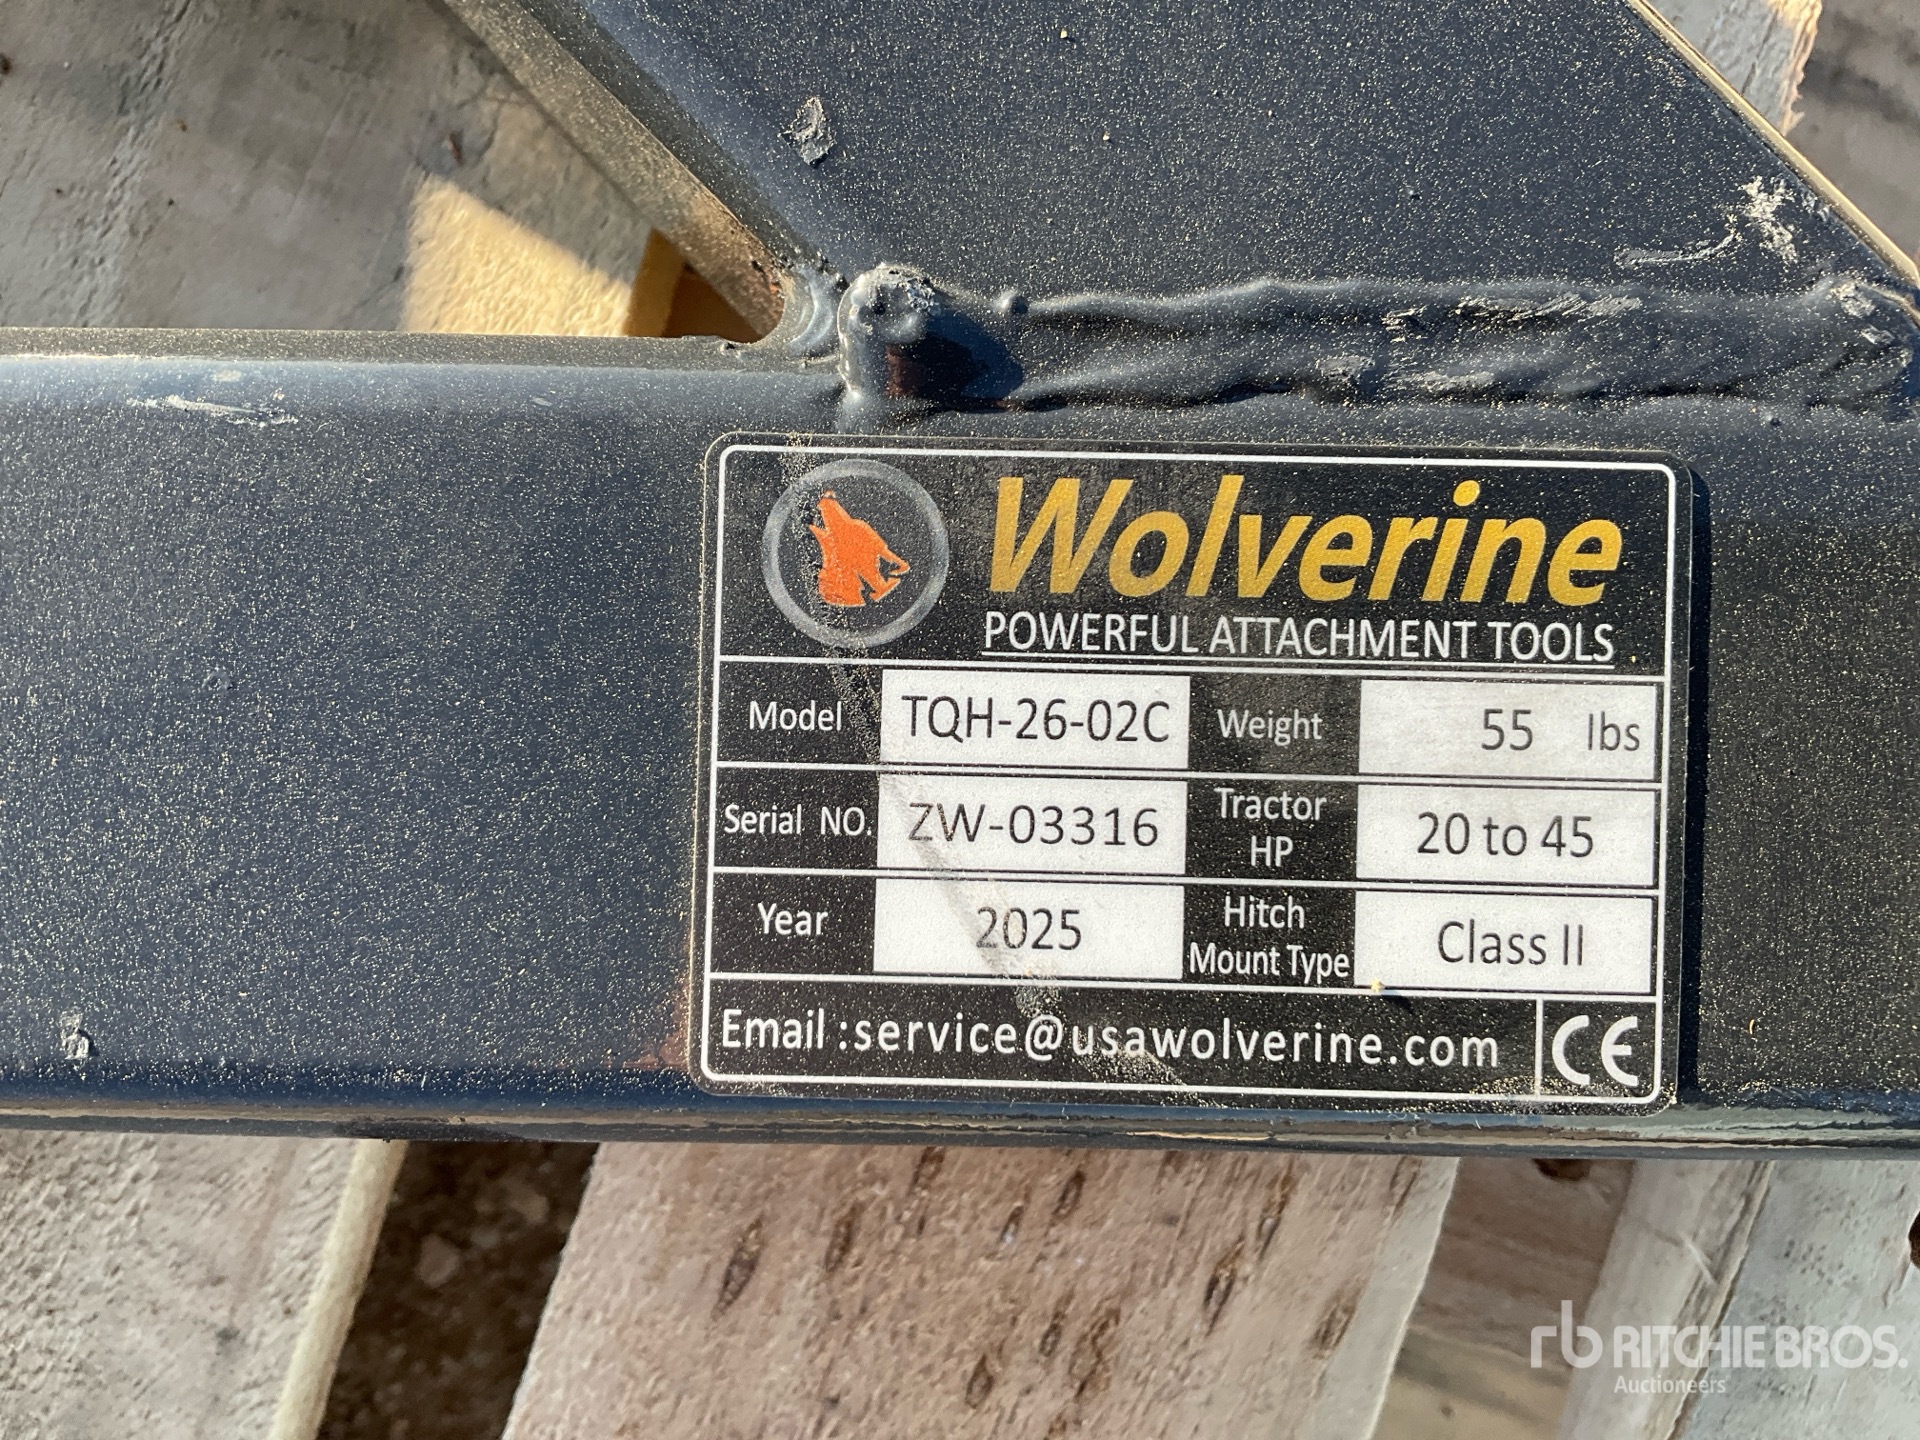 Wolverine
POWERFUL ATTACHMENT TOOLS
Model TQH-26-02C Weight 55 lbs
Serial NO. ZW-03316 Tractor HP 20 to 45
Year 2025 Hitch Mount Type Class II
Email :service@usawolverine.com CE
rb RITCHIE BROS.
Auctioneers